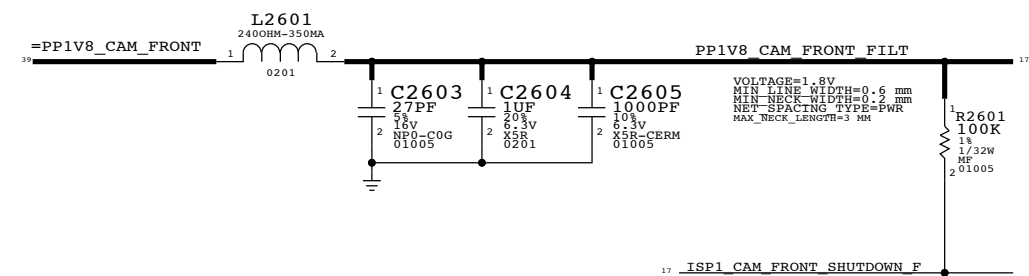 L2601
240OHM-350MA
=PP1V8_CAM_FRONT
39
1
2
0201
PP1V8_CAM_FRONT_FILT
17
VOLTAGE=1.8V
MIN_LINE_WIDTH=0.6 mm
MIN_NECK_WIDTH=0.2 mm
NET_SPACING_TYPE=PWR
MAX_NECK_LENGTH=3 MM
1
C2603
27PF
5%
16V
2
NP0-C0G
01005
1
C2604
1UF
20%
6.3V
2
X5R
0201
1
C2605
1000PF
10%
6.3V
2
X5R-CERM
01005
1
R2601
100K
1%
1/32W
MF
2
01005
17
ISP1_CAM_FRONT_SHUTDOWN_F